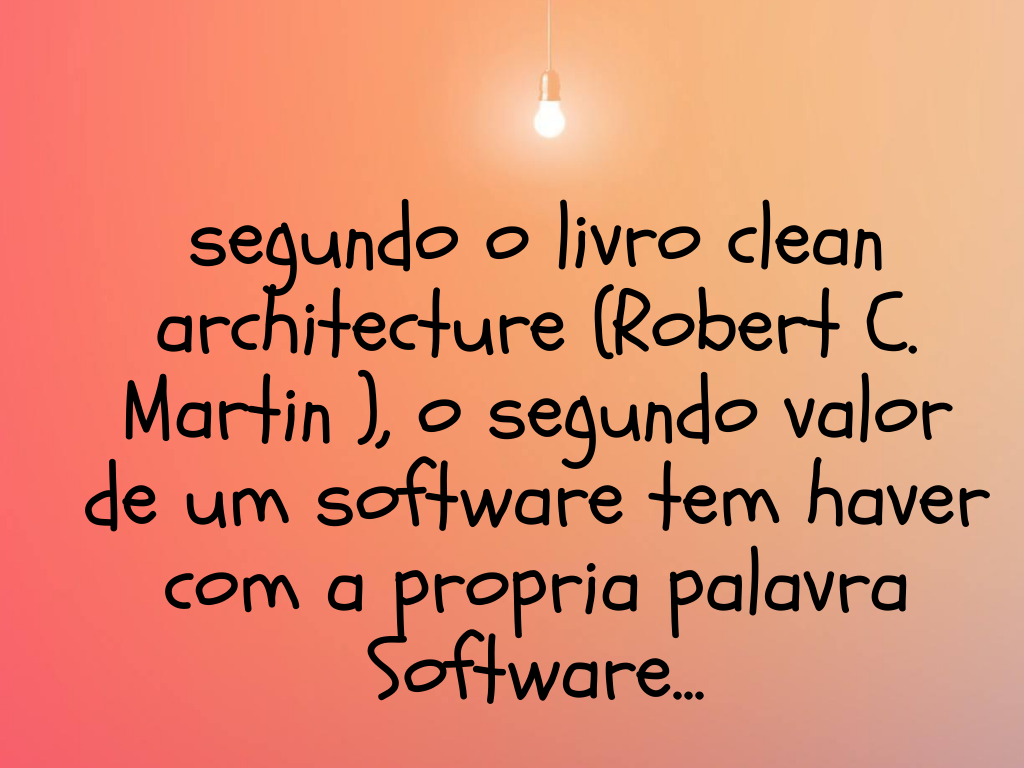 segundo o livro clean
architecture (Robert C.
Martin ), o segundo valor
de um software tem haver
com a propria palavra
Software...